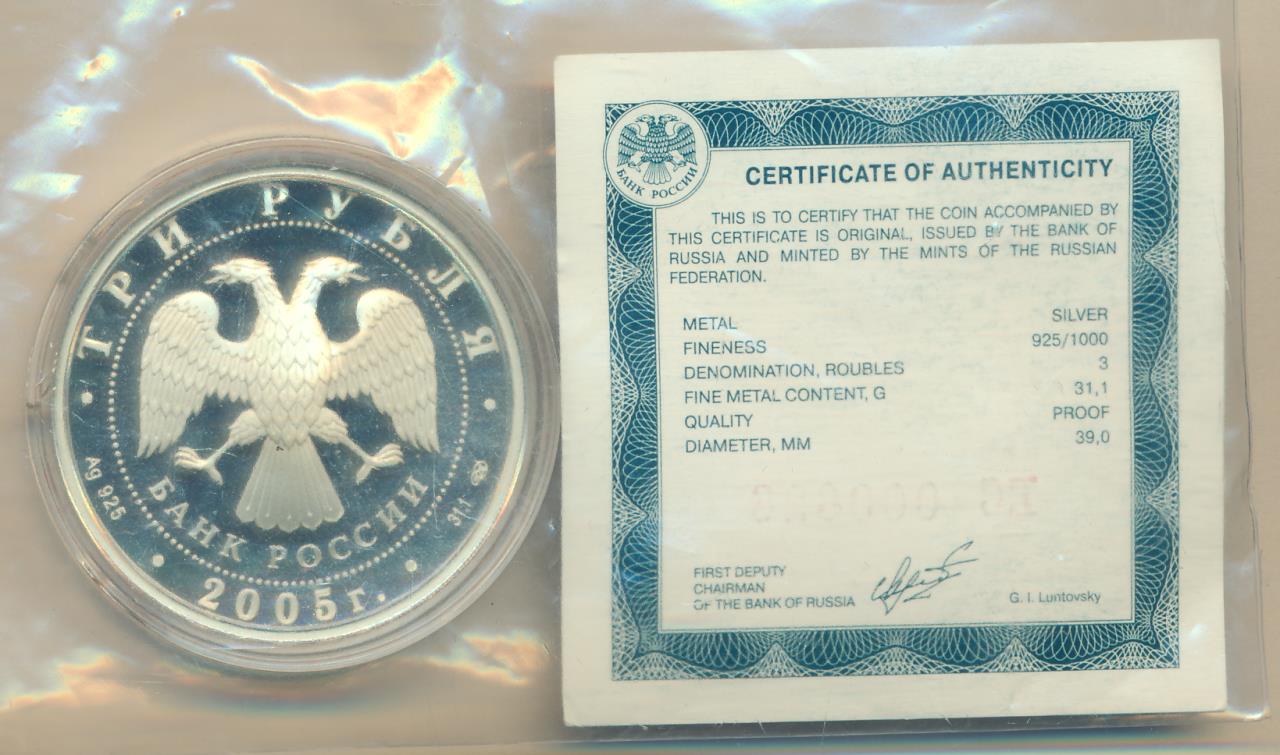 ТРИ РУБЛЯ
Ag 925
31,1
БАНК РОССИИ
2005г.
БАНК РОССИИ
CERTIFICATE OF AUTHENTICITY
THIS IS TO CERTIFY THAT THE COIN ACCOMPANIED BY
THIS CERTIFICATE IS ORIGINAL, ISSUED BY THE BANK OF
RUSSIA AND MINTED BY THE MINTS OF THE RUSSIAN
FEDERATION.
METAL SILVER
FINENESS 925/1000
DENOMINATION, ROUBLES 3
FINE METAL CONTENT, G 31,1
QUALITY PROOF
DIAMETER, MM 39,0
FIRST DEPUTY
CHAIRMAN
OF THE BANK OF RUSSIA G. I. Luntovsky